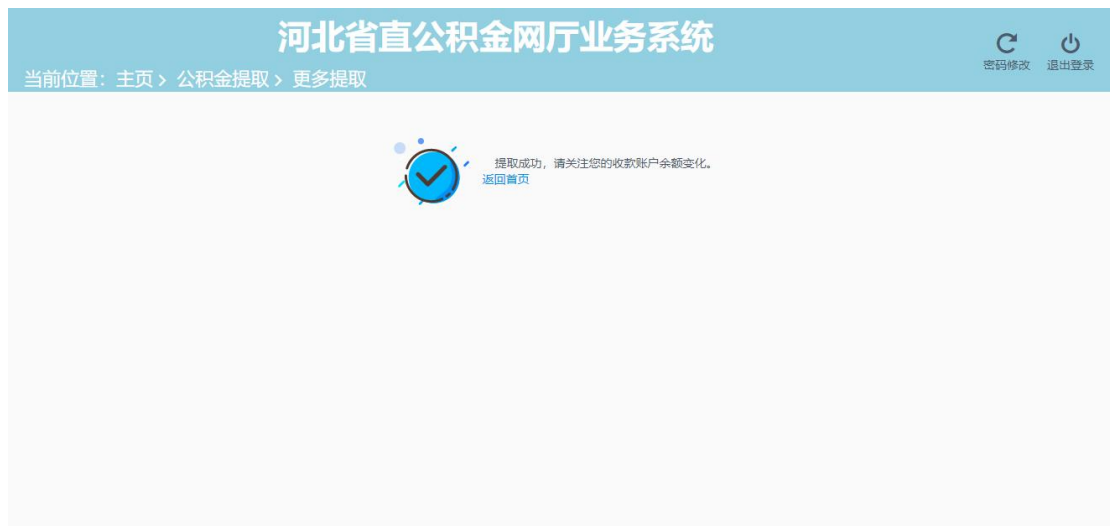 河北省直公积金网厅业务系统
密码修改 退出登录
当前位置：主页> 公积金提取> 更多提取
提取成功，请关注您的收款账户余额变化。
返回首页